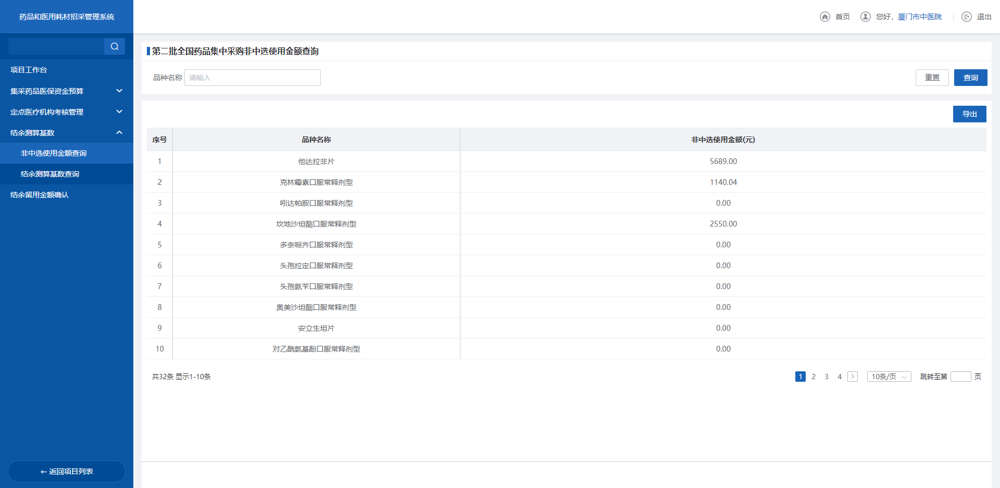 药品和医用耗材招采管理系统
首页
您好，厦门市中医院
退出
项目工作台
集采药品医保资金预算
定点医疗机构考核管理
结余测算基数
非中选使用金额查询
结余测算基数查询
结余留用金额确认
返回项目列表
第二批全国药品集中采购非中选使用金额查询
品种名称 请输入 重置 查询
导出
序号 品种名称 非中选使用金额(元)
1 他达拉非片 5689.00
2 克林霉素口服常释剂型 1140.04
3 吲达帕胺口服常释剂型 0.00
4 坎地沙坦酯口服常释剂型 2550.00
5 多奈哌齐口服常释剂型 0.00
6 头孢拉定口服常释剂型 0.00
7 头孢氨苄口服常释剂型 0.00
8 奥美沙坦酯口服常释剂型 0.00
9 安立生坦片 0.00
10 对乙酰氨基酚口服常释剂型 0.00
共32条 显示1-10条 1 2 3 4 10条/页 跳转至第 页